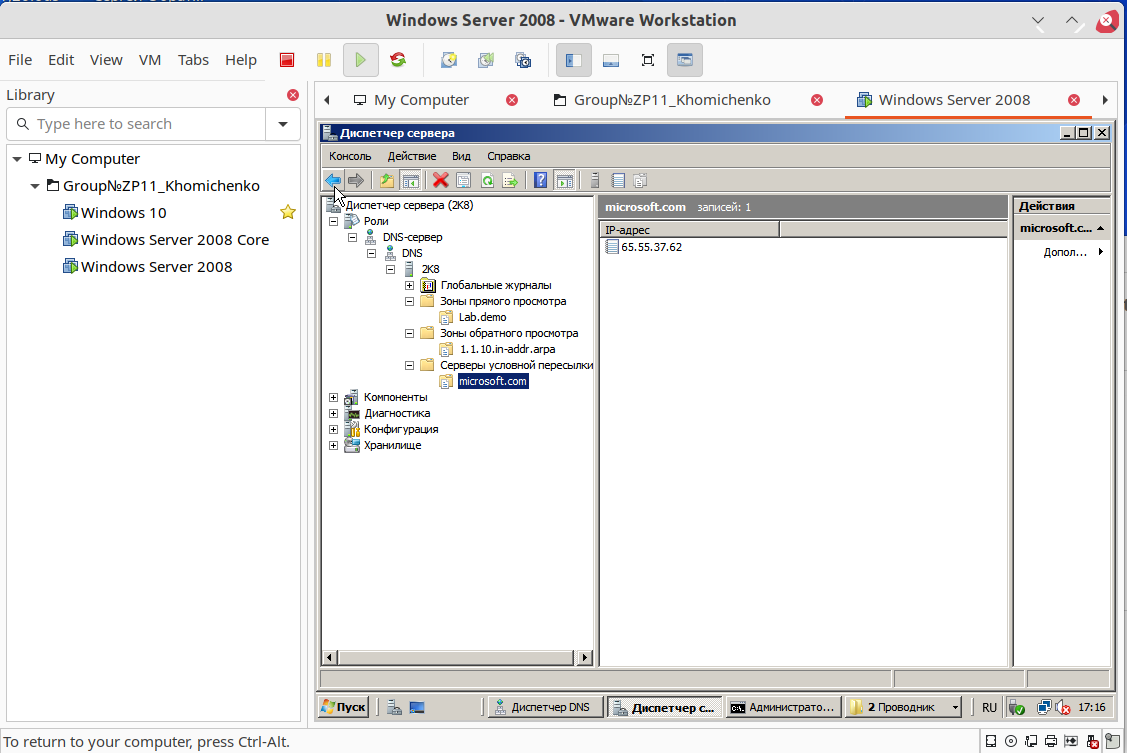 Windows Server 2008 - VMware Workstation
File Edit View VM Tabs Help
Library
Type here to search
My Computer
Group№ZP11_Khomichenko
Windows 10
Windows Server 2008 Core
Windows Server 2008
My Computer Group№ZP11_Khomichenko Windows Server 2008
Диспетчер сервера
Консоль Действие Вид Справка
Диспетчер сервера (2K8)
Роли
DNS-сервер
DNS
2K8
Глобальные журналы
Зоны прямого просмотра
Lab.demo
Зоны обратного просмотра
1.1.10.in-addr.arpa
Серверы условной пересылки
microsoft.com
Компоненты
Диагностика
Конфигурация
Хранилище
microsoft.com записей: 1
IP-адрес
65.55.37.62
Действия
microsoft.c...
Допол...
Пуск Диспетчер DNS Диспетчер с... Администрато... 2 Проводник RU 17:16
To return to your computer, press Ctrl-Alt.